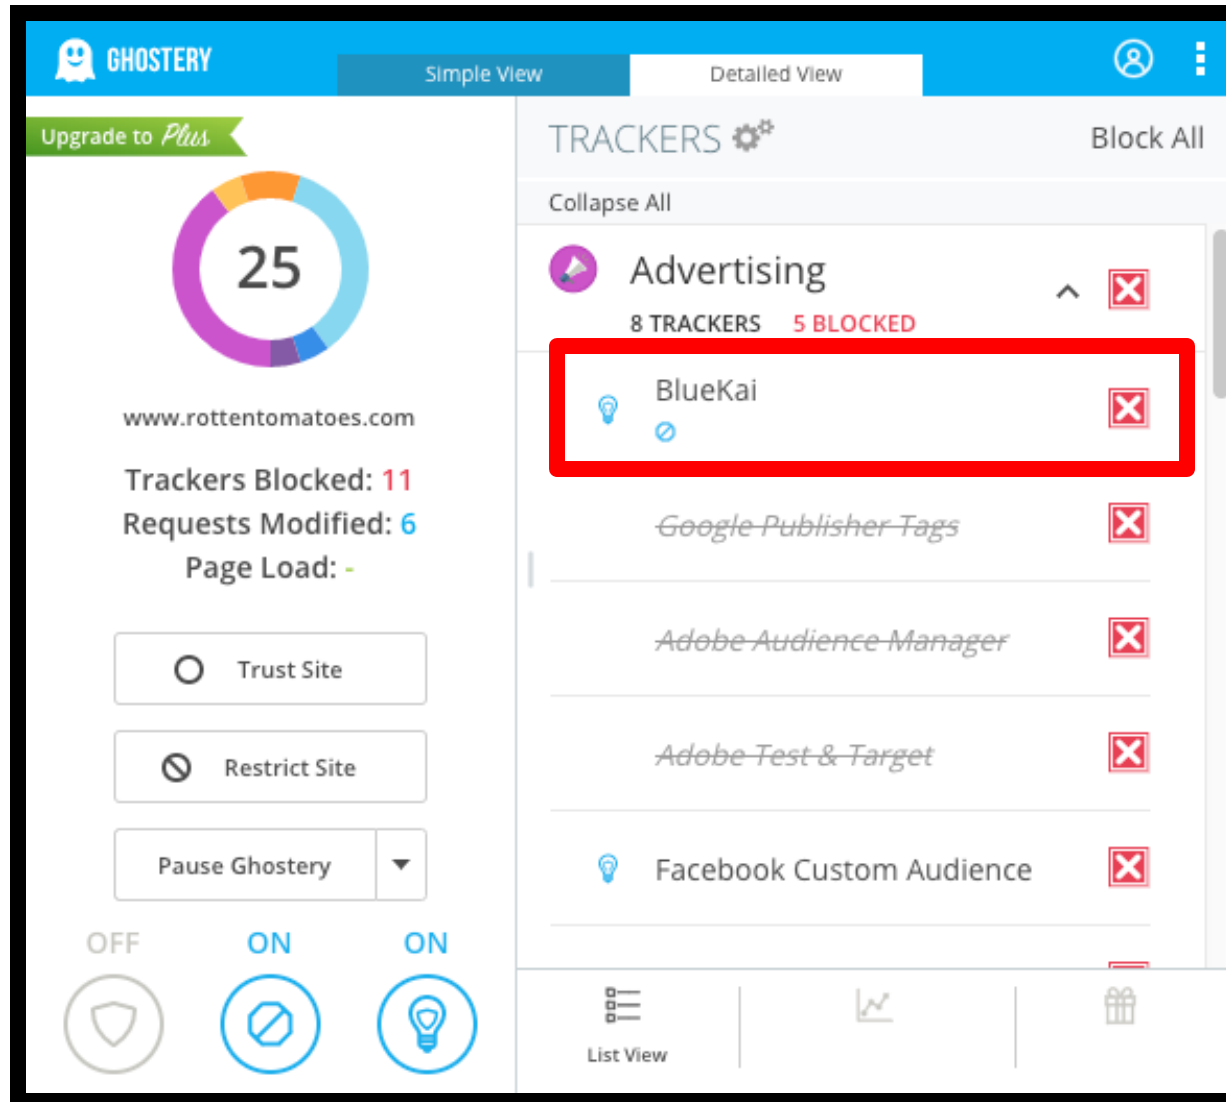 GHOSTERY
Simple View
Detailed View
Upgrade to Plus
25
www.rottentomatoes.com
Trackers Blocked: 11
Requests Modified: 6
Page Load: -
Trust Site
Restrict Site
Pause Ghostery
OFF
ON
ON
TRACKERS
Block All
Collapse All
Advertising
8 TRACKERS 5 BLOCKED
BlueKai
Google Publisher Tags
Adobe Audience Manager
Adobe Test & Target
Facebook Custom Audience
List View